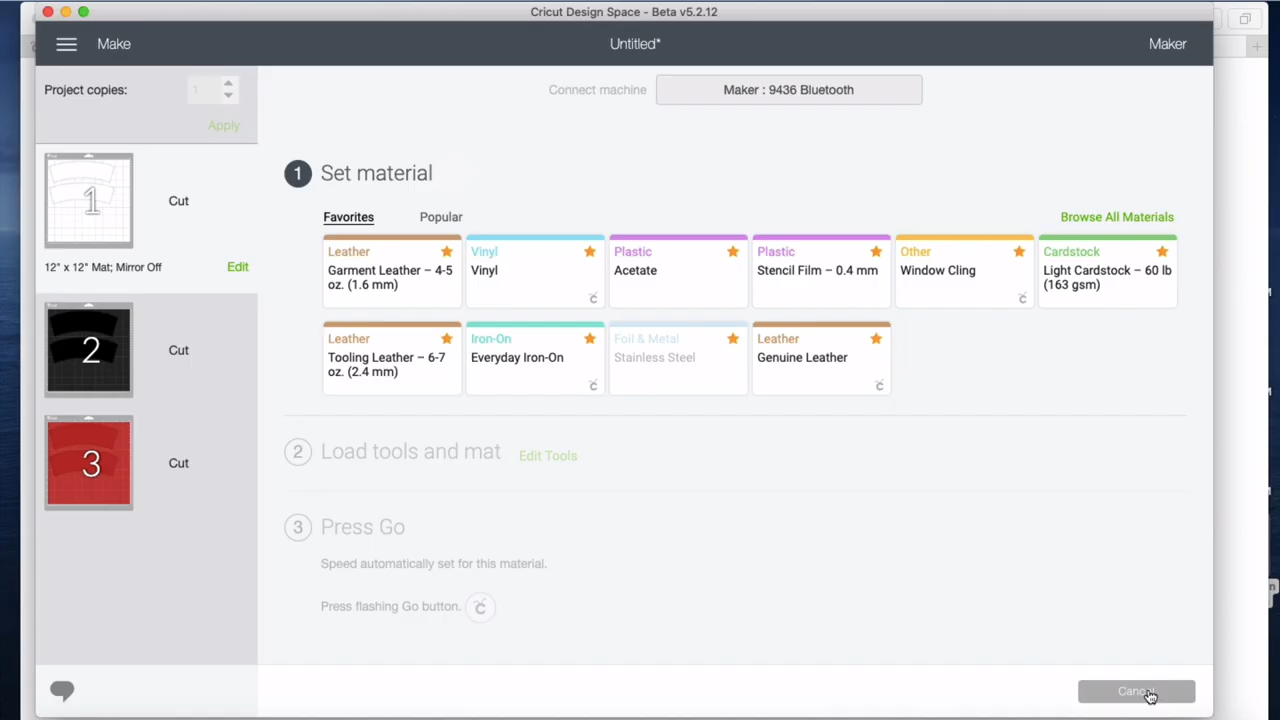 Cricut Design Space - Beta v5.2.12
Make
Untitled*
Maker
Project copies:
1
Apply
Connect machine
Maker : 9436 Bluetooth
1
Cut
12" x 12" Mat; Mirror Off
Edit
2
Cut
3
Cut
1 Set material
Favorites
Popular
Browse All Materials
Leather
Garment Leather – 4-5
oz. (1.6 mm)
Vinyl
Vinyl
Plastic
Acetate
Plastic
Stencil Film – 0.4 mm
Other
Window Cling
Cardstock
Light Cardstock – 60 lb
(163 gsm)
Leather
Tooling Leather – 6-7
oz. (2.4 mm)
Iron-On
Everyday Iron-On
Foil & Metal
Stainless Steel
Leather
Genuine Leather
2 Load tools and mat
Edit Tools
3 Press Go
Speed automatically set for this material.
Press flashing Go button.
Cancel